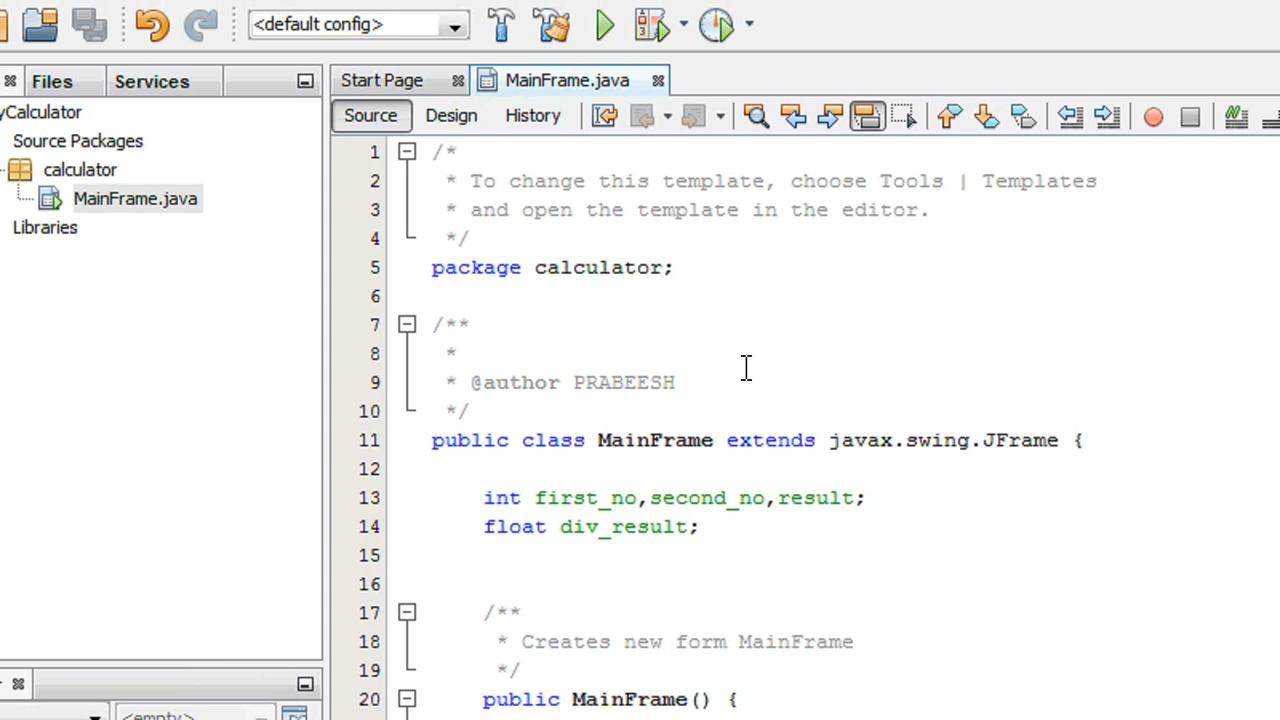 <default config>
Files
Services
Start Page
MainFrame.java
yCalculator
Source Packages
calculator
MainFrame.java
Libraries
Source
Design
History
1 /*
2 * To change this template, choose Tools | Templates
3 * and open the template in the editor.
4 */
5 package calculator;
6
7 /**
8 *
9 * @author PRABEESH
10 */
11 public class MainFrame extends javax.swing.JFrame {
12
13 int first_no,second_no,result;
14 float div_result;
15
16
17 /**
18 * Creates new form MainFrame
19 */
20 public MainFrame() {
<empty>